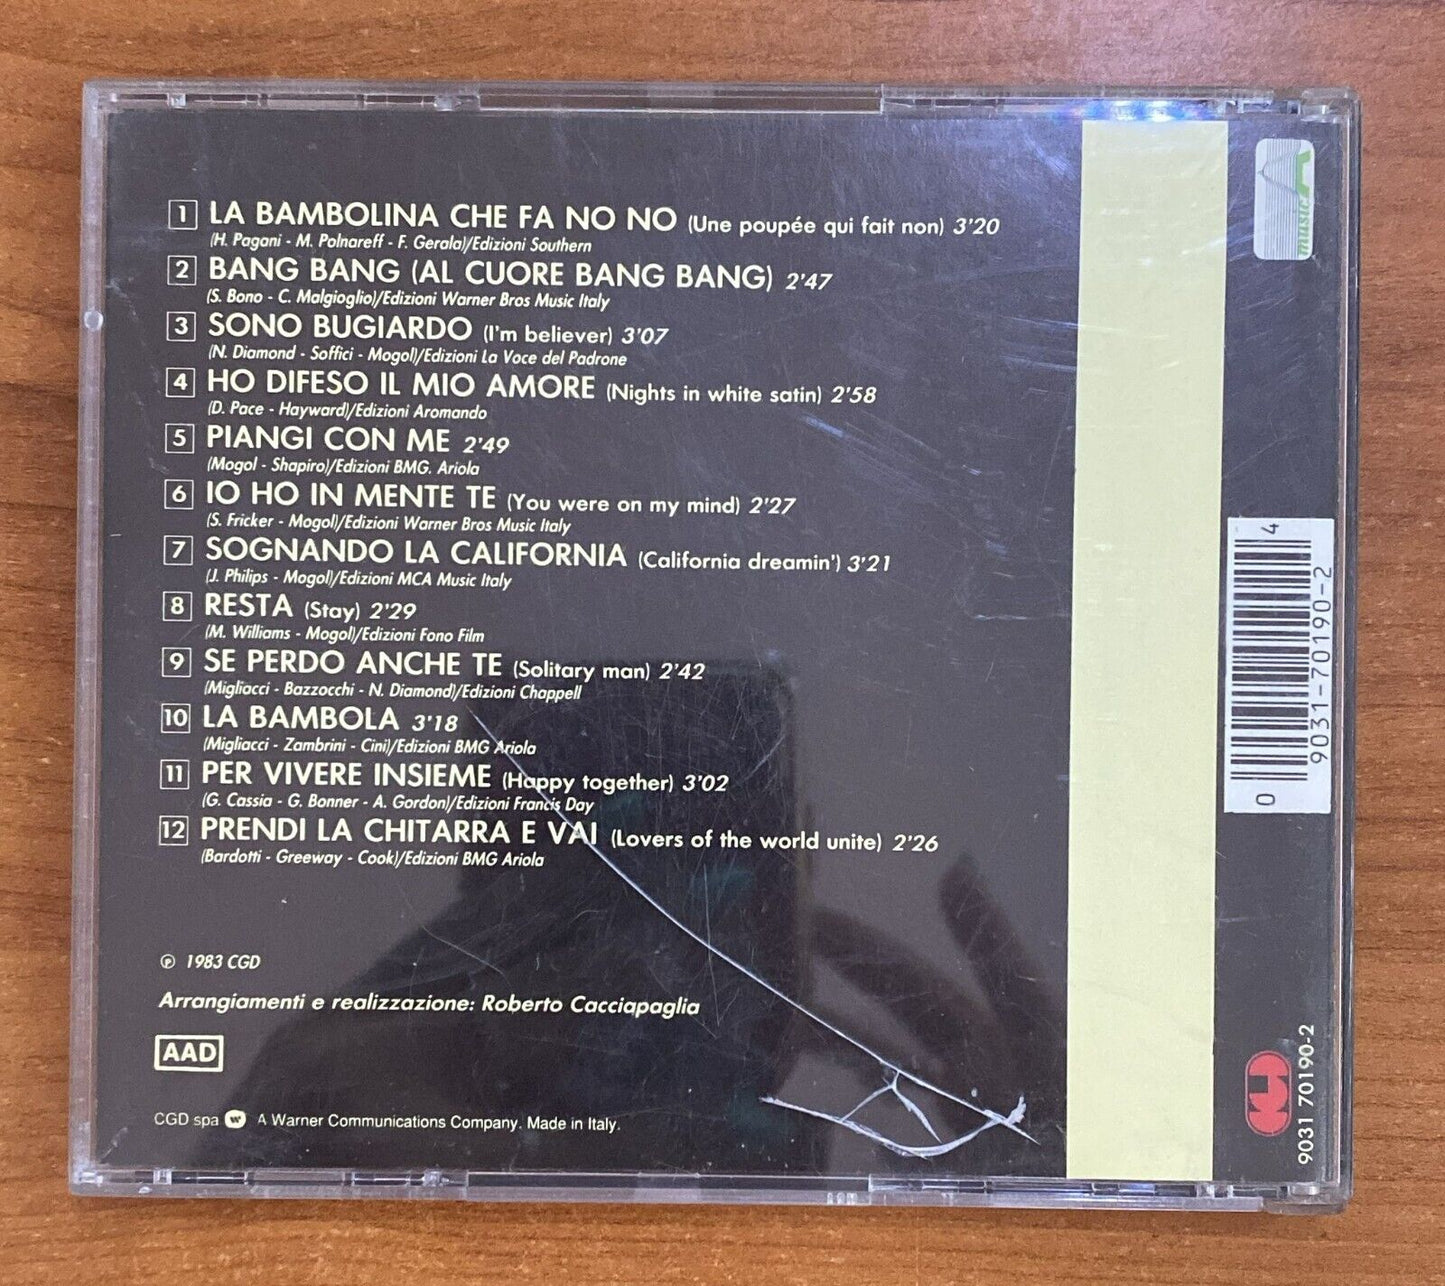 1 LA BAMBOLINA CHE FA NO NO (Une poupée qui fait non) 3'20
(H. Pagani - M. Polnareff - F. Gerala)/Edizioni Southern
2 BANG BANG (AL CUORE BANG BANG) 2'47
(S. Bono - C. Malgioglio)/Edizioni Warner Bros Music Italy
3 SONO BUGIARDO (I'm believer) 3'07
(N. Diamond - Soffici - Mogol)/Edizioni La Voce del Padrone
4 HO DIFESO IL MIO AMORE (Nights in white satin) 2'58
(D. Pace - Hayward)/Edizioni Aromando
5 PIANGI CON ME 2'49
(Mogol - Shapiro)/Edizioni BMG. Ariola
6 IO HO IN MENTE TE (You were on my mind) 2'27
(S. Fricker - Mogol)/Edizioni Warner Bros Music Italy
7 SOGNANDO LA CALIFORNIA (California dreamin') 3'21
(J. Philips - Mogol)/Edizioni MCA Music Italy
8 RESTA (Stay) 2'29
(M. Williams - Mogol)/Edizioni Fono Film
9 SE PERDO ANCHE TE (Solitary man) 2'42
(Migliacci - Bazzocchi - N. Diamond)/Edizioni Chappell
10 LA BAMBOLA 3'18
(Migliacci - Zambrini - Cini)/Edizioni BMG Ariola
11 PER VIVERE INSIEME (Happy together) 3'02
(G. Cassia - G. Bonner - A. Gordon)/Edizioni Francis Day
12 PRENDI LA CHITARRA E VAI (Lovers of the world unite) 2'26
(Bardotti - Greeway - Cook)/Edizioni BMG Ariola
℗ 1983 CGD
Arrangiamenti e realizzazione: Roberto Cacciapaglia
AAD
CGD spa W A Warner Communications Company. Made in Italy.
music
0 9031-70190-2 4
9031 70190-2